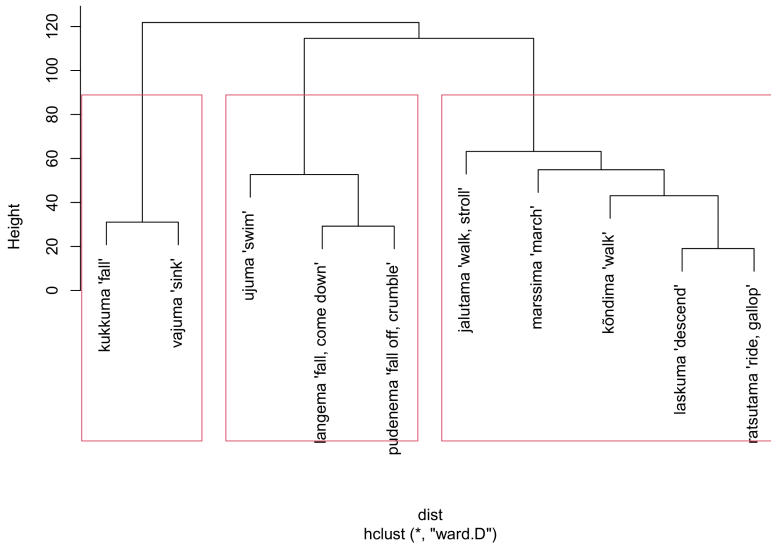 120
100
80
60
40
20
0
Height
kukkuma 'fall'
vajuma 'sink'
ujuma 'swim'
langema 'fall, come down'
pudenema 'fall off, crumble'
jalutama 'walk, stroll'
marssima 'march'
kõndima 'walk'
laskuma 'descend'
ratsutama 'ride, gallop'
dist
hclust (*, "ward.D")